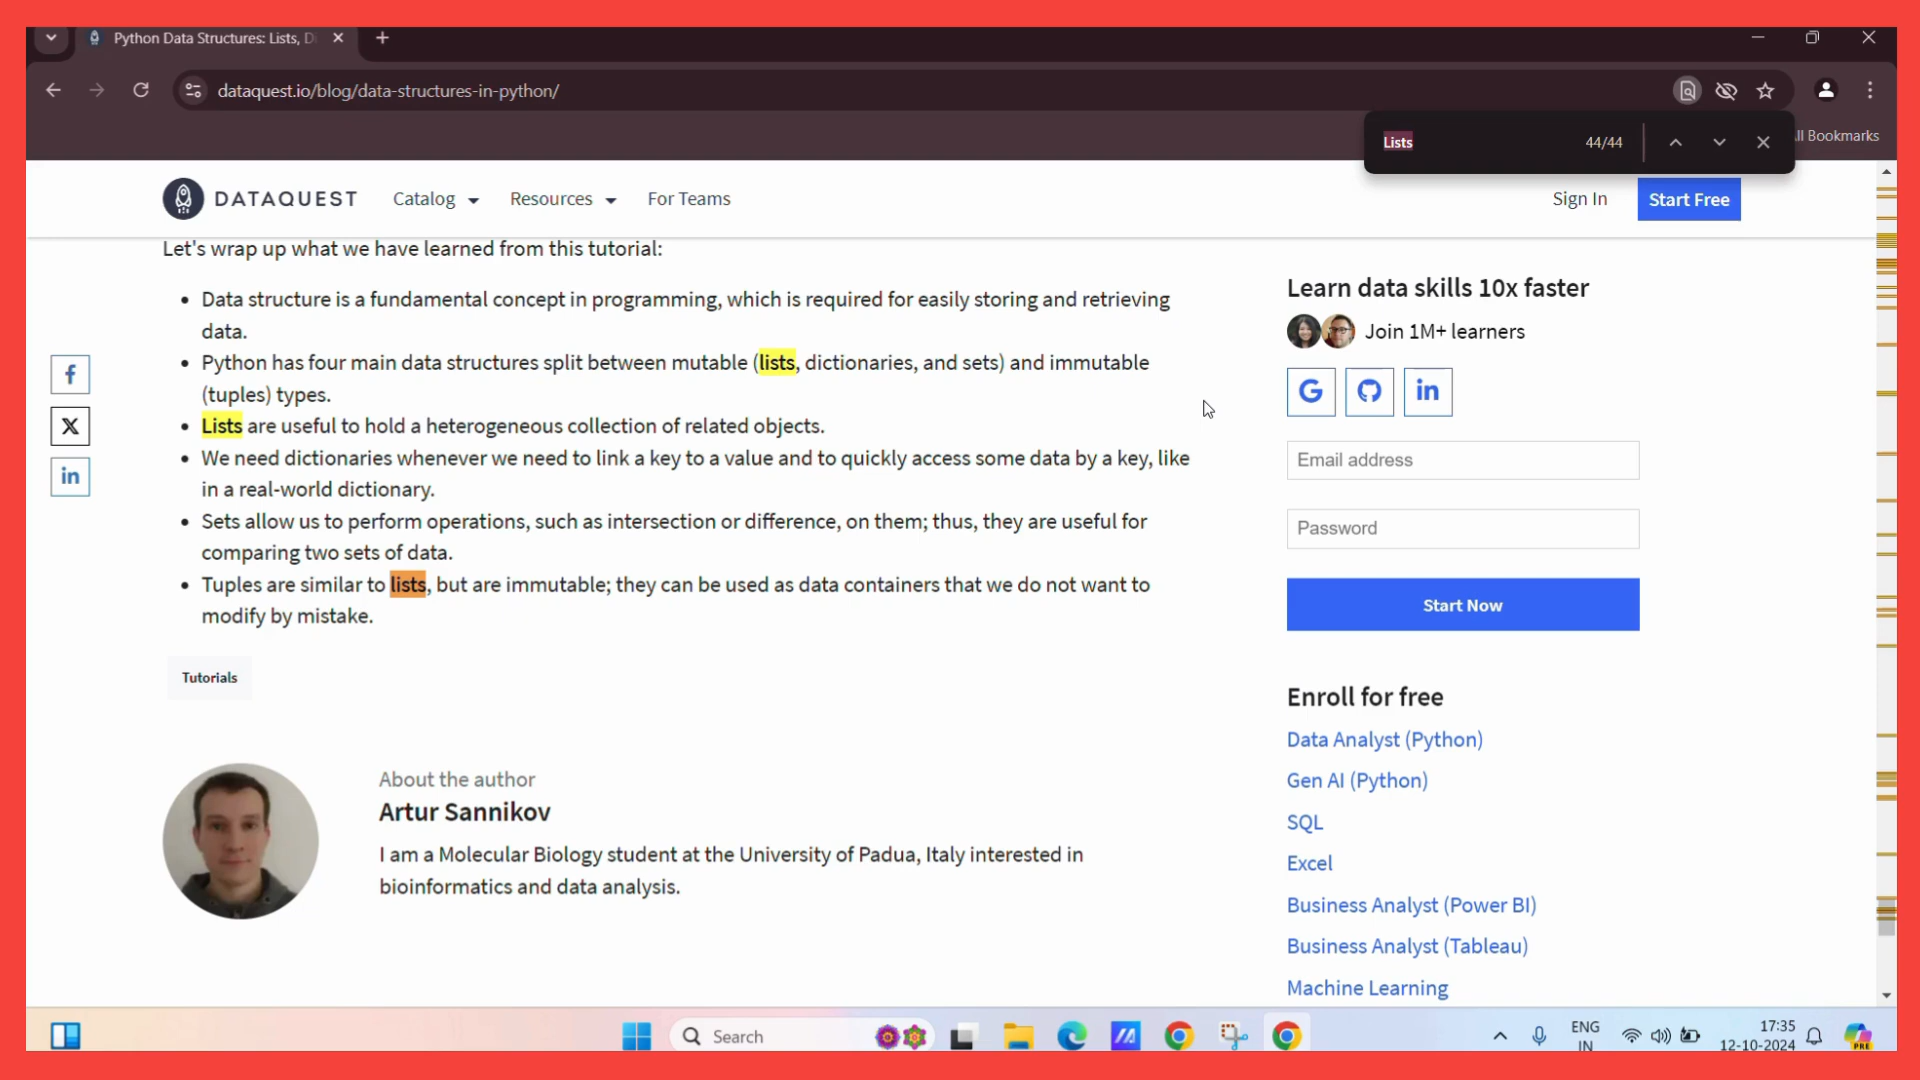 Python Data Structures: Lists, D
dataquest.io/blog/data-structures-in-python/
Lists
44/44
ll Bookmarks
DATAQUEST
Catalog
Resources
For Teams
Sign In
Start Free
Let's wrap up what we have learned from this tutorial:
Data structure is a fundamental concept in programming, which is required for easily storing and retrieving
data.
Python has four main data structures split between mutable (lists, dictionaries, and sets) and immutable
(tuples) types.
Lists are useful to hold a heterogeneous collection of related objects.
We need dictionaries whenever we need to link a key to a value and to quickly access some data by a key, like
in a real-world dictionary.
Sets allow us to perform operations, such as intersection or difference, on them; thus, they are useful for
comparing two sets of data.
Tuples are similar to lists, but are immutable; they can be used as data containers that we do not want to
modify by mistake.
Tutorials
About the author
Artur Sannikov
I am a Molecular Biology student at the University of Padua, Italy interested in
bioinformatics and data analysis.
Learn data skills 10x faster
Join 1M+ learners
Email address
Password
Start Now
Enroll for free
Data Analyst (Python)
Gen AI (Python)
SQL
Excel
Business Analyst (Power BI)
Business Analyst (Tableau)
Machine Learning
Search
ENG
IN
17:35
12-10-2024
PRE